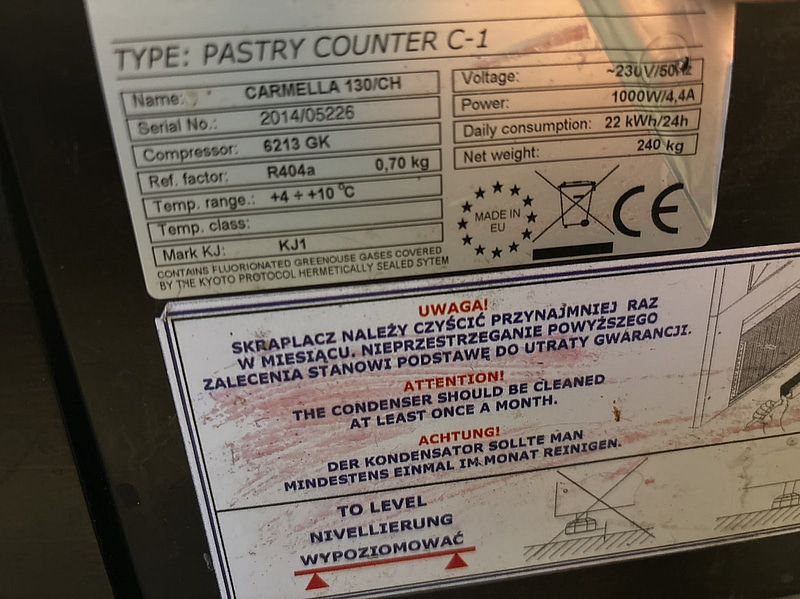 TYPE: PASTRY COUNTER C-1
Name: CARMELLA 130/CH
Serial No.: 2014/05226
Compressor: 6213 GK
Ref. factor: R404a 0,70 kg
Temp. range.: +4 ÷ +10 °C
Temp. class:
Mark KJ: KJ1
CONTAINS FLUORIONATED GREENOUSE GASES COVERED
BY THE KYOTO PROTOCOL HERMETICALLY SEALED SYTEM
Voltage: ~230V/50Hz
Power: 1000W/4,4A
Daily consumption: 22 kWh/24h
Net weight: 240 kg
MADE IN
EU
CE
UWAGA!
SKRAPLACZ NALEŻY CZYŚCIĆ PRZYNAJMNIEJ RAZ
W MIESIĄCU. NIEPRZESTRZEGANIE POWYŻSZEGO
ZALECENIA STANOWI PODSTAWĘ DO UTRATY GWARANCJI.
ATTENTION!
THE CONDENSER SHOULD BE CLEANED
AT LEAST ONCE A MONTH.
ACHTUNG!
DER KONDENSATOR SOLLTE MAN
MINDESTENS EINMAL IM MONAT REINIGEN.
TO LEVEL
NIVELLIERUNG
WYPOZIOMOWAĆ